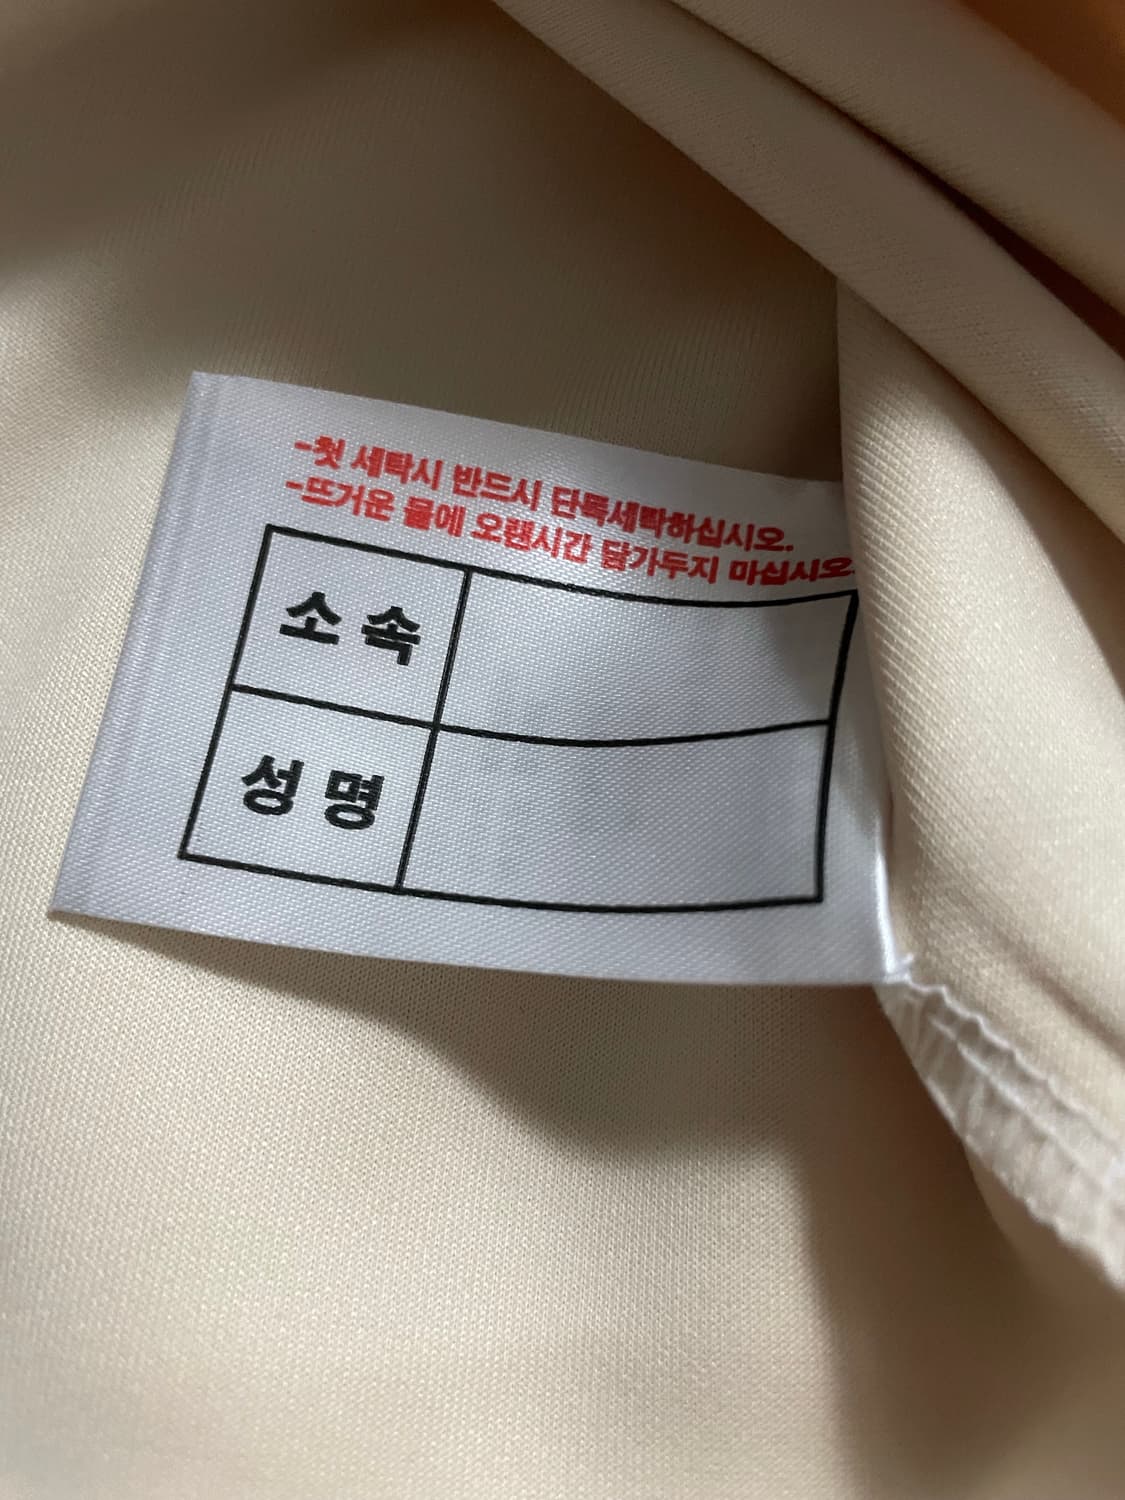 -첫 세탁시 반드시 단독세탁하십시오.
-뜨거운 물에 오랜시간 담가두지 마십시오
소 속
성 명